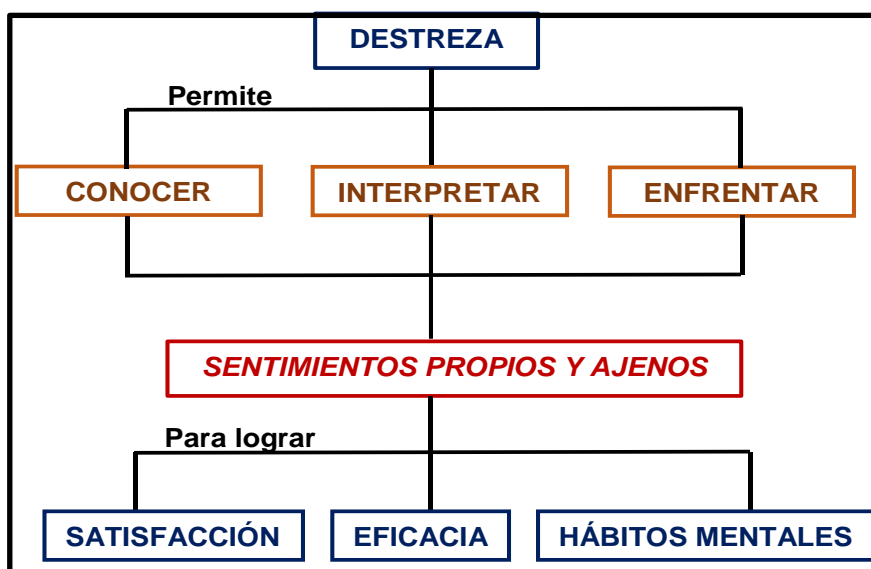 DESTREZA
Permite
CONOCER
INTERPRETAR
ENFRENTAR
SENTIMIENTOS PROPIOS Y AJENOS
Para lograr
SATISFACCIÓN
EFICACIA
HÁBITOS MENTALES